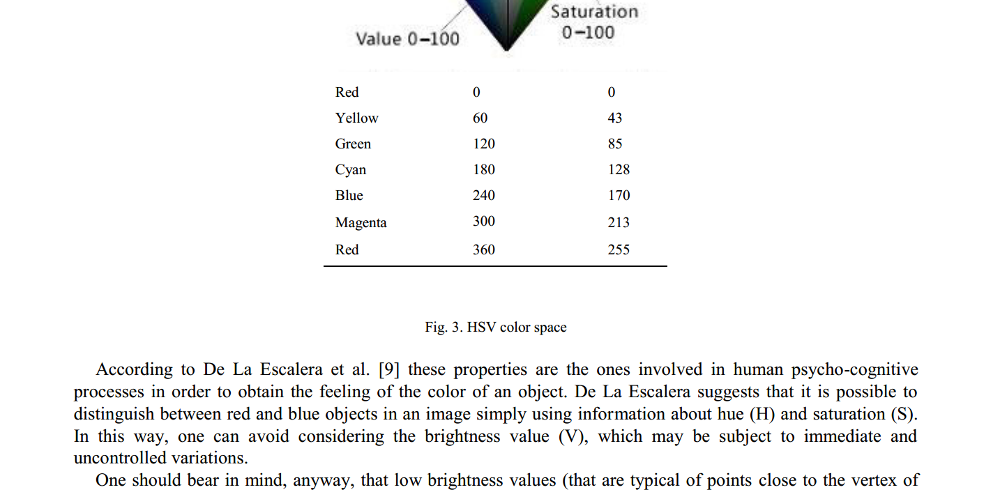 Saturation
0–100
Value 0–100
Red 0 0
Yellow 60 43
Green 120 85
Cyan 180 128
Blue 240 170
Magenta 300 213
Red 360 255
Fig. 3. HSV color space
According to De La Escalera et al. [9] these properties are the ones involved in human psycho-cognitive
processes in order to obtain the feeling of the color of an object. De La Escalera suggests that it is possible to
distinguish between red and blue objects in an image simply using information about hue (H) and saturation (S).
In this way, one can avoid considering the brightness value (V), which may be subject to immediate and
uncontrolled variations.
One should bear in mind, anyway, that low brightness values (that are typical of points close to the vertex of